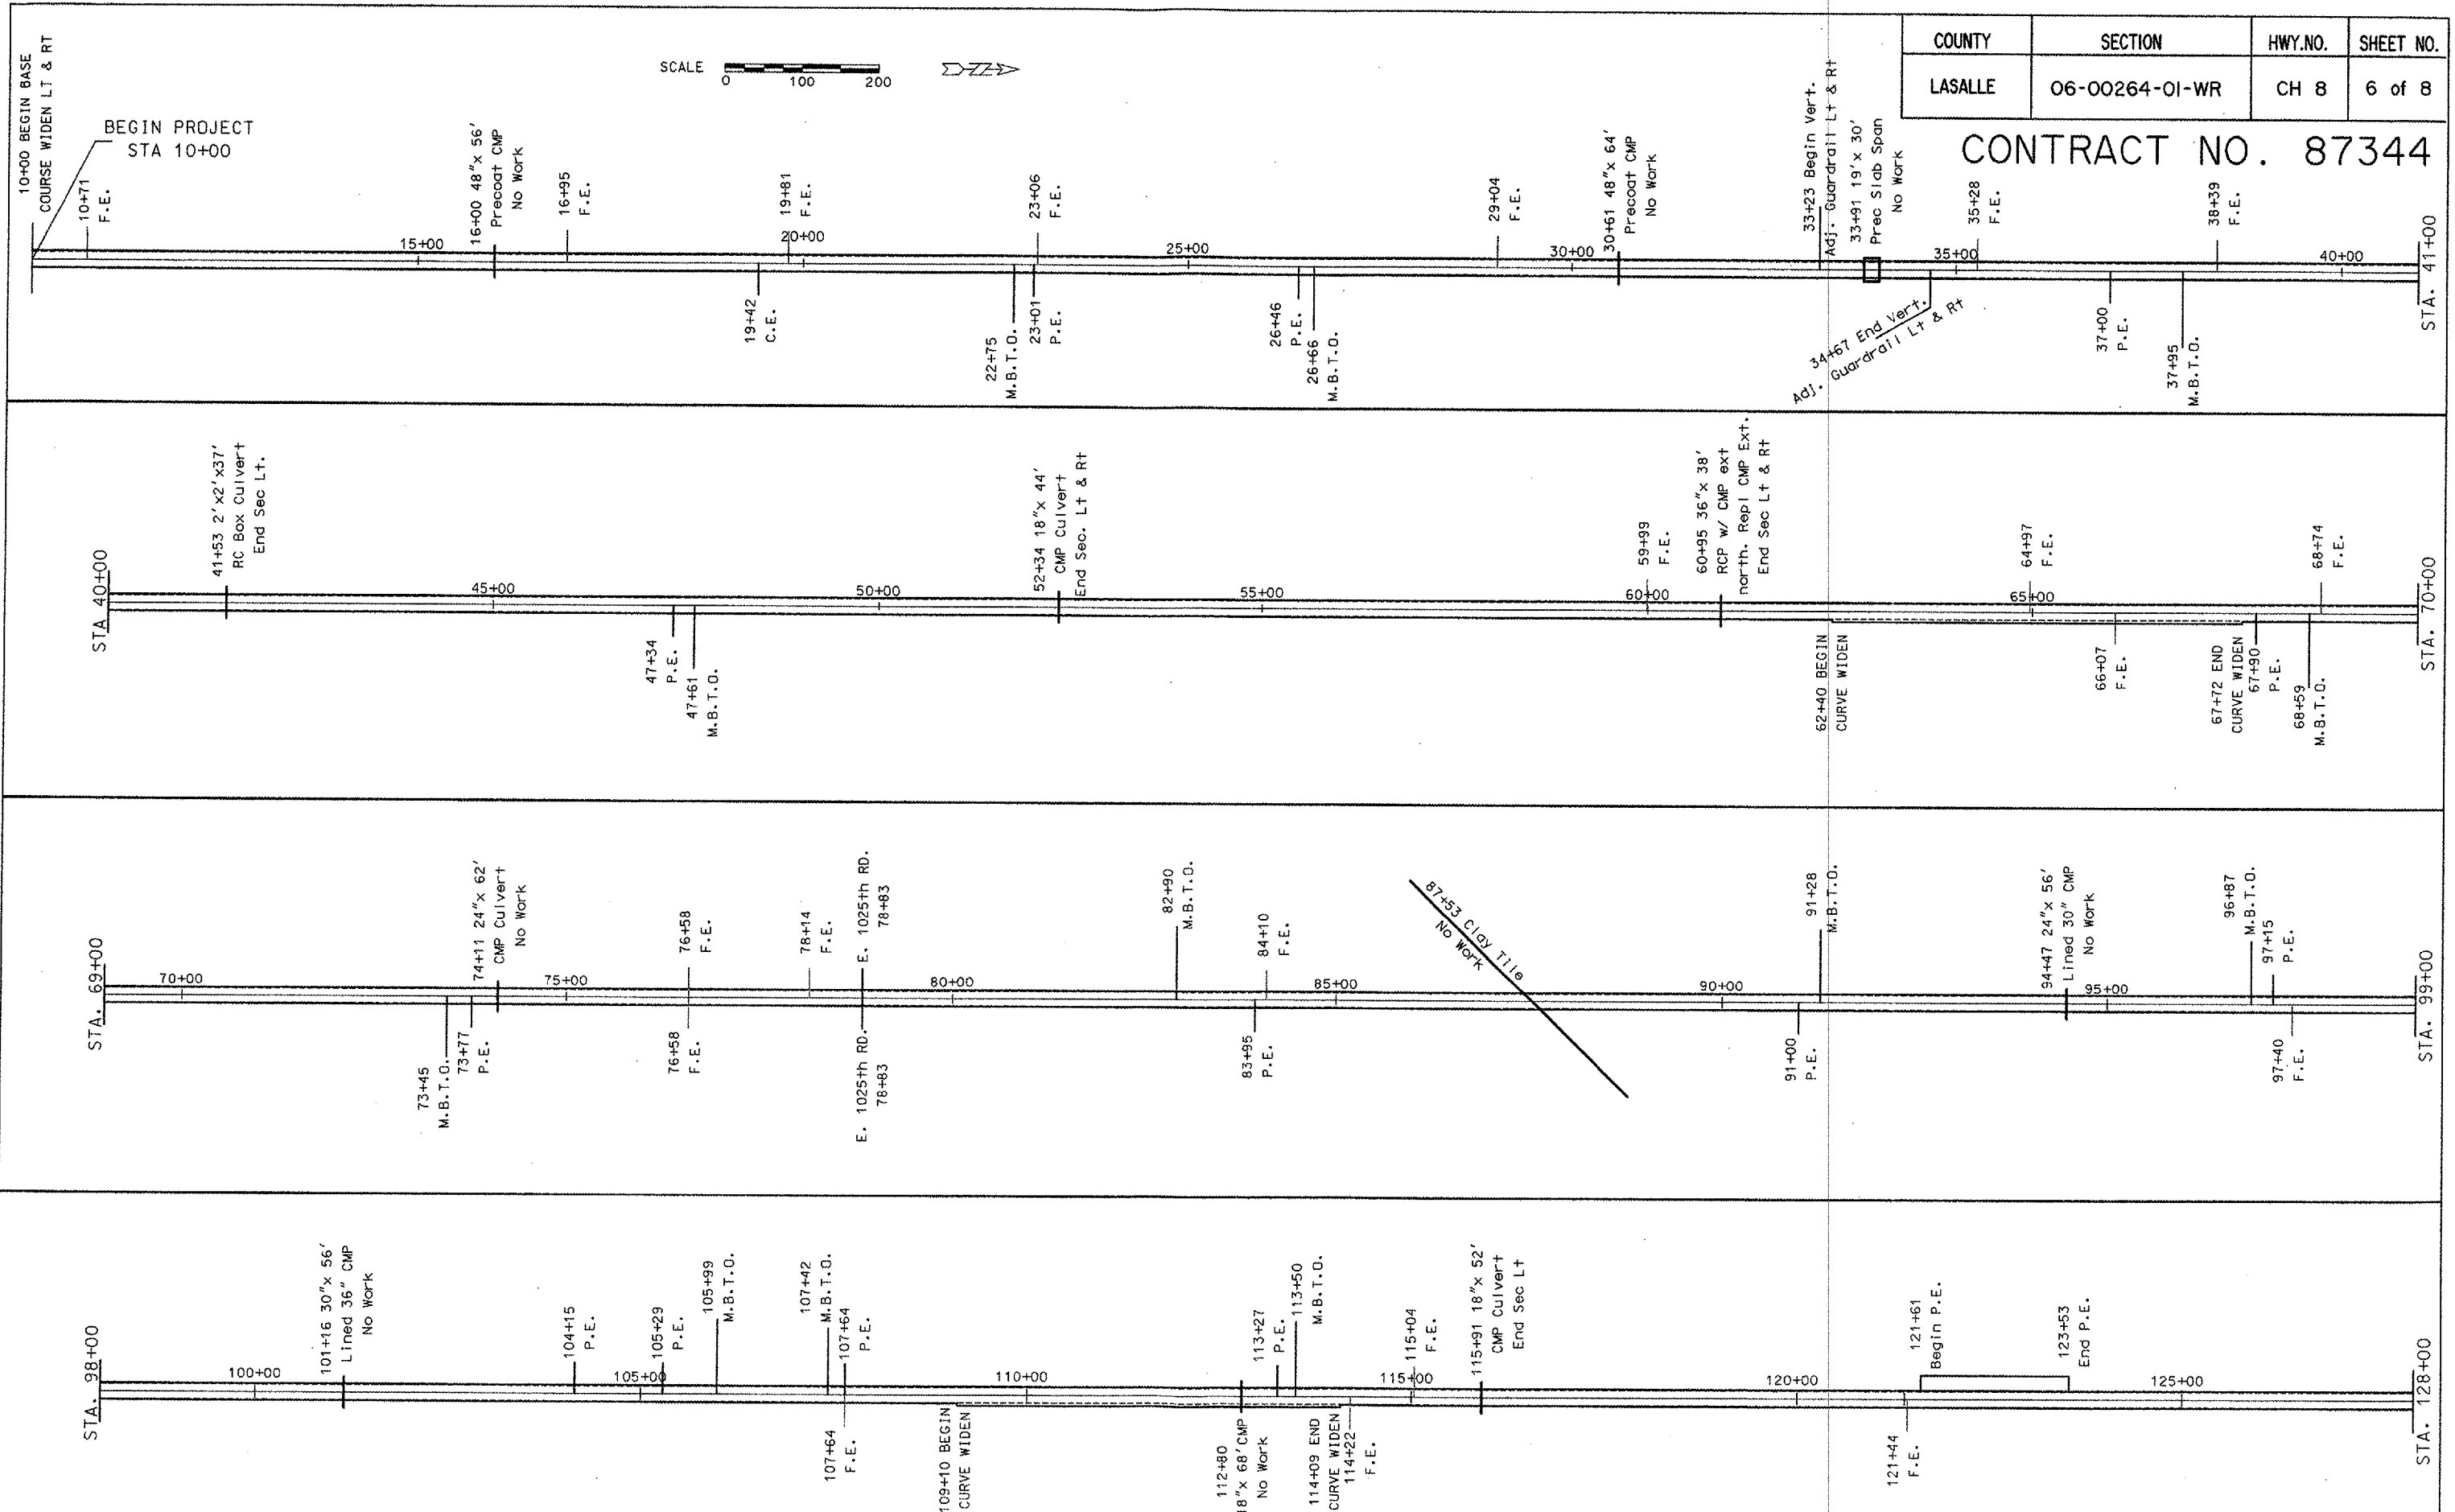 COUNTY
SECTION
HWY.NO.
SHEET NO.
LASALLE
06-00264-01-WR
CH 8
6 of 8
CONTRACT NO. 87344
SCALE
0
100
200
10+00 BEGIN BASE
COURSE WIDEN LT & RT
BEGIN PROJECT
STA 10+00
10+71
F.E.
15+00
16+00 48"x 56'
Precoat CMP
No Work
16+95
F.E.
19+42
C.E.
19+81
F.E.
20+00
22+75
M.B.T.O.
23+01
P.E.
23+06
F.E.
25+00
26+46
P.E.
26+66
M.B.T.O.
29+04
F.E.
30+00
30+61 48"x 64'
Precoat CMP
No Work
33+23 Begin Vert.
Adj. Guardrail Lt & Rt
33+91 19'x 30'
Prec Slab Span
No Work
34+67 End Vert.
Adj. Guardrail Lt & Rt
35+00
35+28
F.E.
37+00
P.E.
37+95
M.B.T.O.
38+39
F.E.
40+00
STA. 41+00
STA 40+00
41+53 2'x2'x37'
RC Box Culvert
End Sec Lt.
45+00
47+34
P.E.
47+61
M.B.T.O.
50+00
52+34 18"x 44'
CMP Culvert
End Sec. Lt & Rt
55+00
59+99
F.E.
60+00
60+95 36"x 38'
RCP w/ CMP ext
north. Repl CMP Ext.
End Sec Lt & Rt
62+40 BEGIN
CURVE WIDEN
64+97
F.E.
65+00
66+07
F.E.
67+72 END
CURVE WIDEN
67+90
P.E.
68+59
M.B.T.O.
68+74
F.E.
STA. 70+00
STA. 69+00
70+00
73+45
M.B.T.O.
73+77
P.E.
74+11 24"x 62'
CMP Culvert
No Work
75+00
76+58
F.E.
76+58
F.E.
78+14
F.E.
E. 1025th RD.
78+83
E. 1025th RD.
78+83
80+00
82+90
M.B.T.O.
83+95
P.E.
84+10
F.E.
85+00
87+53 Clay Tile
No Work
90+00
91+00
P.E.
91+28
M.B.T.O.
94+47 24"x 56'
Lined 30" CMP
No Work
95+00
96+87
M.B.T.O.
97+15
P.E.
97+40
F.E.
STA. 99+00
STA. 98+00
100+00
101+16 30"x 56'
Lined 36" CMP
No Work
104+15
P.E.
105+00
105+29
P.E.
105+99
M.B.T.O.
107+42
M.B.T.O.
107+64
P.E.
107+64
F.E.
109+10 BEGIN
CURVE WIDEN
110+00
112+80
18"x 68'CMP
No Work
113+27
P.E.
113+50
M.B.T.O.
114+09 END
CURVE WIDEN
114+22
F.E.
115+00
115+04
F.E.
115+91 18"x 52'
CMP Culvert
End Sec Lt
120+00
121+44
F.E.
121+61
Begin P.E.
123+53
End P.E.
125+00
STA. 128+00